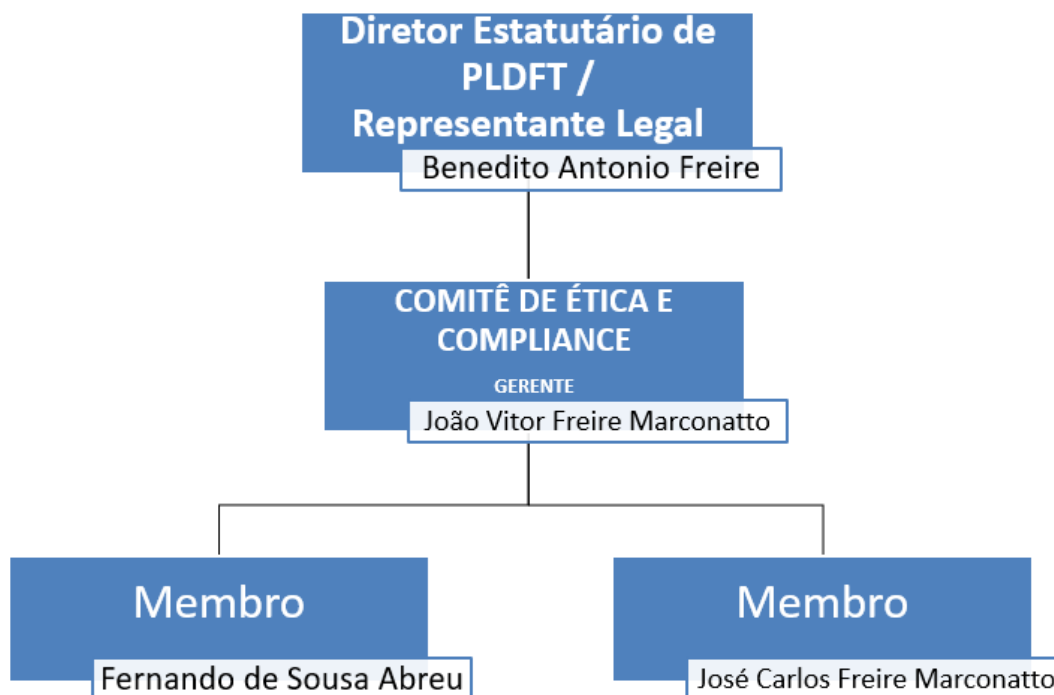 Diretor Estatutário de
PLDFT /
Representante Legal
Benedito Antonio Freire
COMITÊ DE ÉTICA E
COMPLIANCE
GERENTE
João Vitor Freire Marconatto
Membro
Fernando de Sousa Abreu
Membro
José Carlos Freire Marconatto